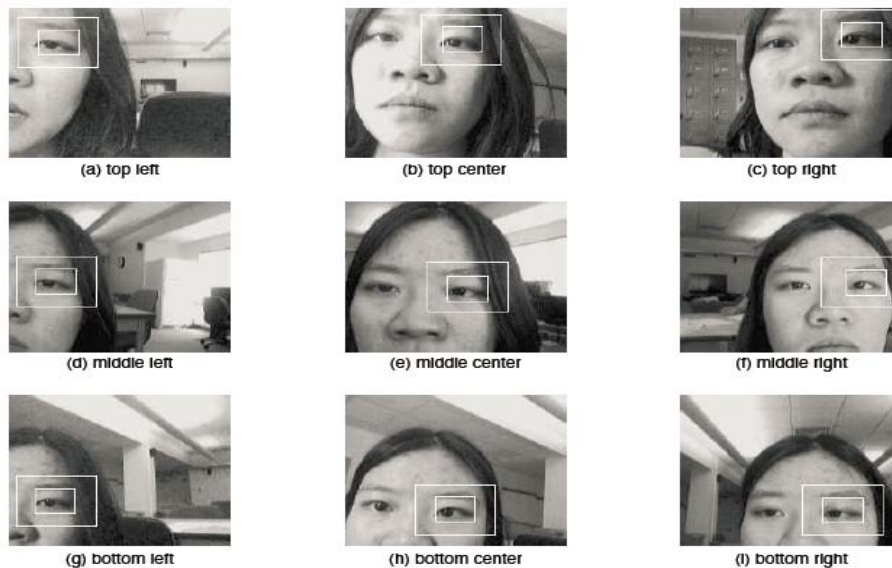 (a) top left
(b) top center
(c) top right
(d) middle left
(e) middle center
(f) middle right
(g) bottom left
(h) bottom center
(i) bottom right